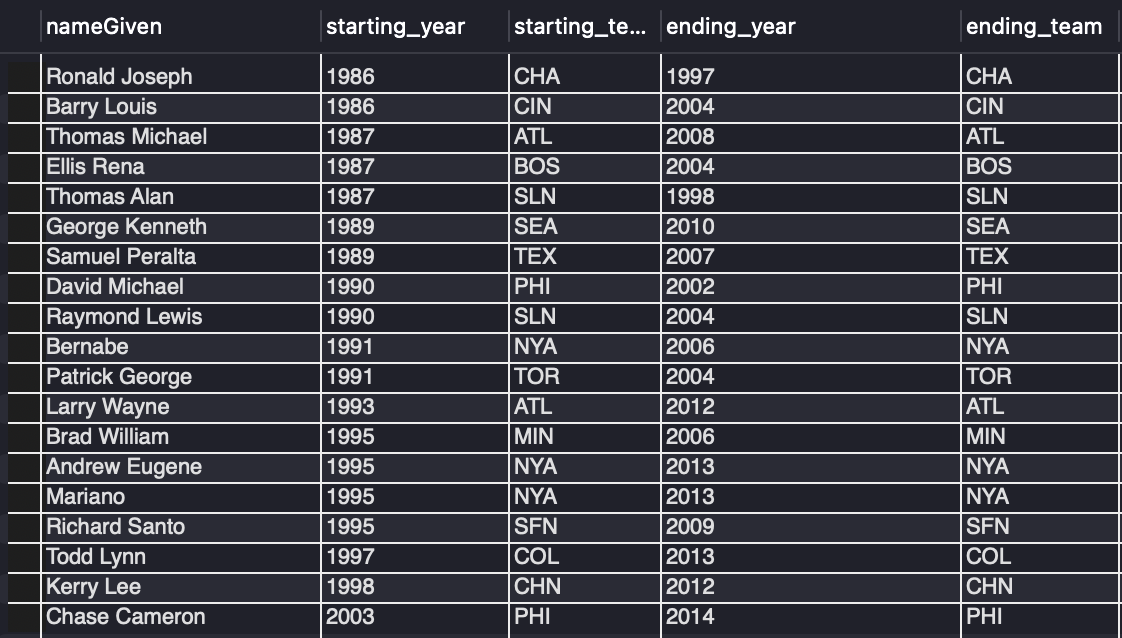 nameGiven starting_year starting_te... ending_year ending_team
Ronald Joseph 1986 CHA 1997 CHA
Barry Louis 1986 CIN 2004 CIN
Thomas Michael 1987 ATL 2008 ATL
Ellis Rena 1987 BOS 2004 BOS
Thomas Alan 1987 SLN 1998 SLN
George Kenneth 1989 SEA 2010 SEA
Samuel Peralta 1989 TEX 2007 TEX
David Michael 1990 PHI 2002 PHI
Raymond Lewis 1990 SLN 2004 SLN
Bernabe 1991 NYA 2006 NYA
Patrick George 1991 TOR 2004 TOR
Larry Wayne 1993 ATL 2012 ATL
Brad William 1995 MIN 2006 MIN
Andrew Eugene 1995 NYA 2013 NYA
Mariano 1995 NYA 2013 NYA
Richard Santo 1995 SFN 2009 SFN
Todd Lynn 1997 COL 2013 COL
Kerry Lee 1998 CHN 2012 CHN
Chase Cameron 2003 PHI 2014 PHI